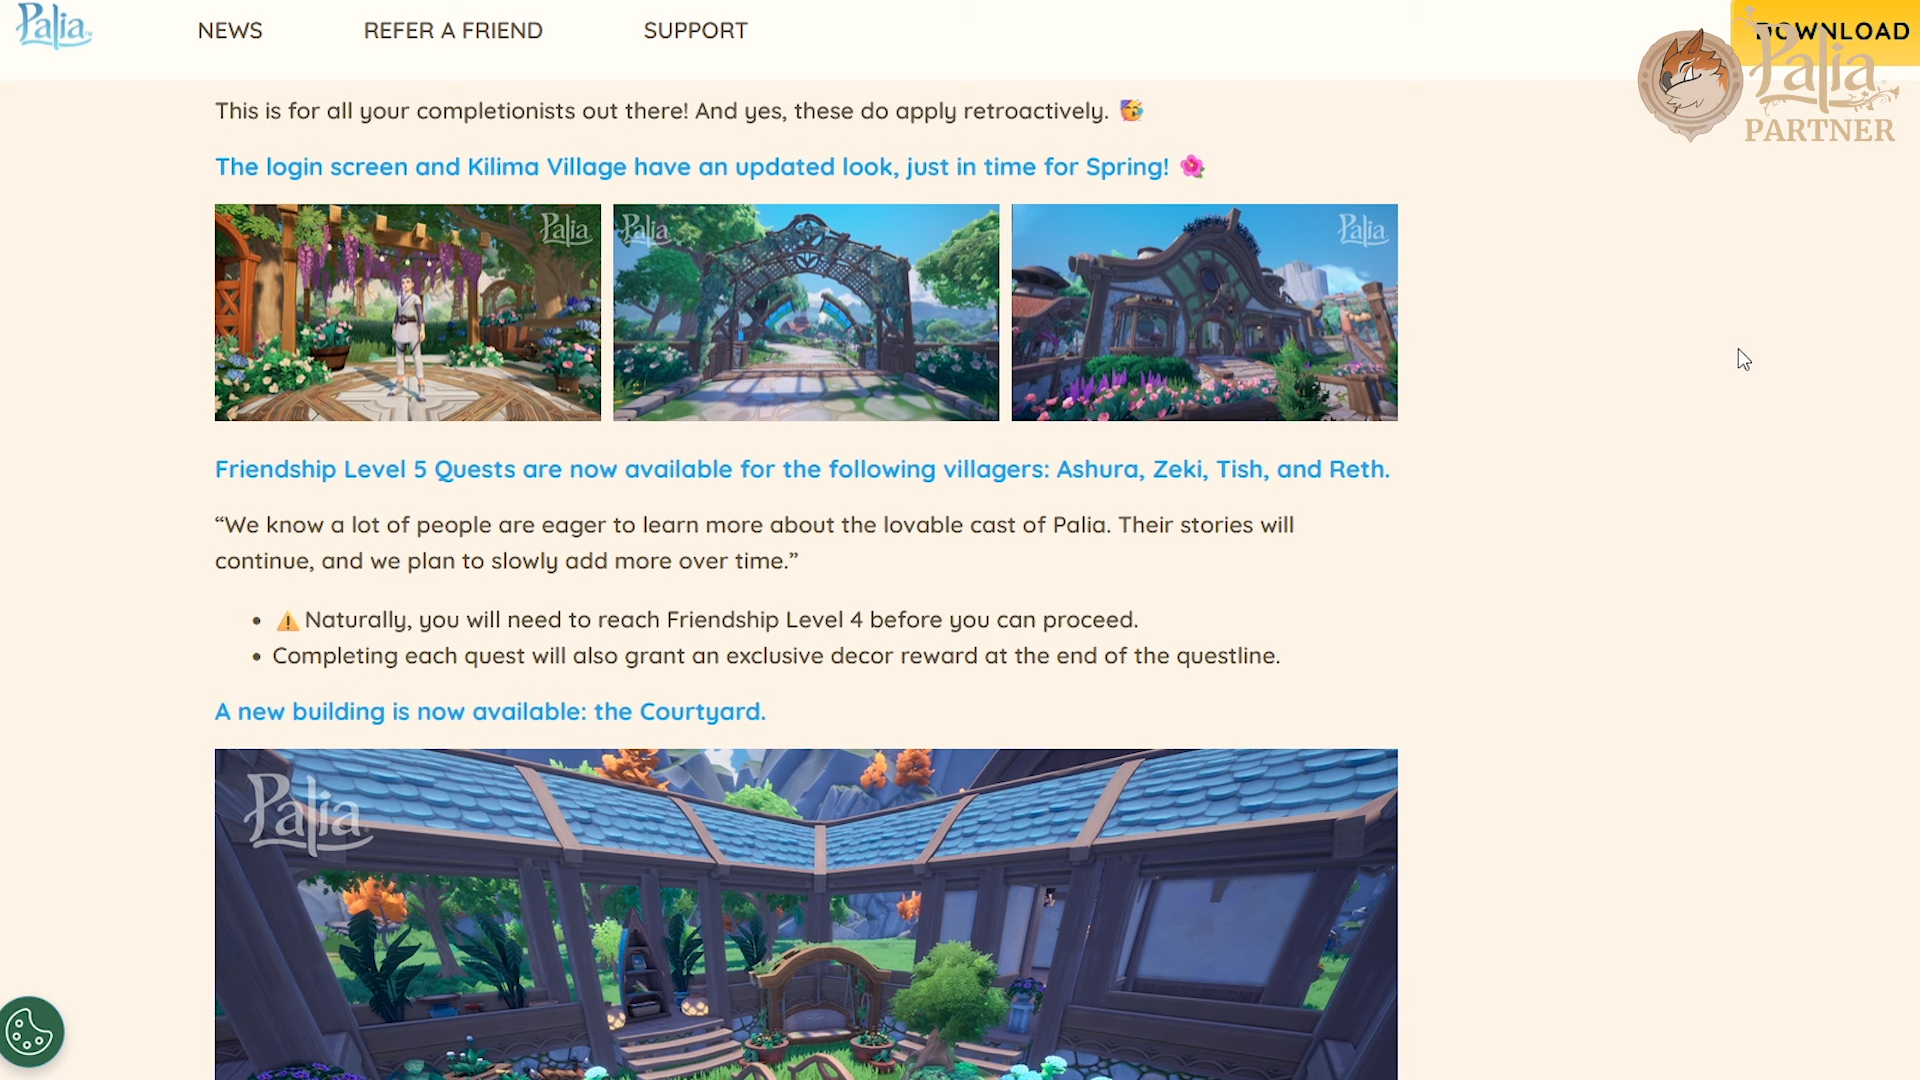 Palia
NEWS
REFER A FRIEND
SUPPORT
DOWNLOAD
Palia
PARTNER
This is for all your completionists out there! And yes, these do apply retroactively. 🥳
The login screen and Kilima Village have an updated look, just in time for Spring! 🌺
Palia
Palia
Palia
Friendship Level 5 Quests are now available for the following villagers: Ashura, Zeki, Tish, and Reth.
“We know a lot of people are eager to learn more about the lovable cast of Palia. Their stories will
continue, and we plan to slowly add more over time.”
• ⚠️ Naturally, you will need to reach Friendship Level 4 before you can proceed.
• Completing each quest will also grant an exclusive decor reward at the end of the questline.
A new building is now available: the Courtyard.
Palia